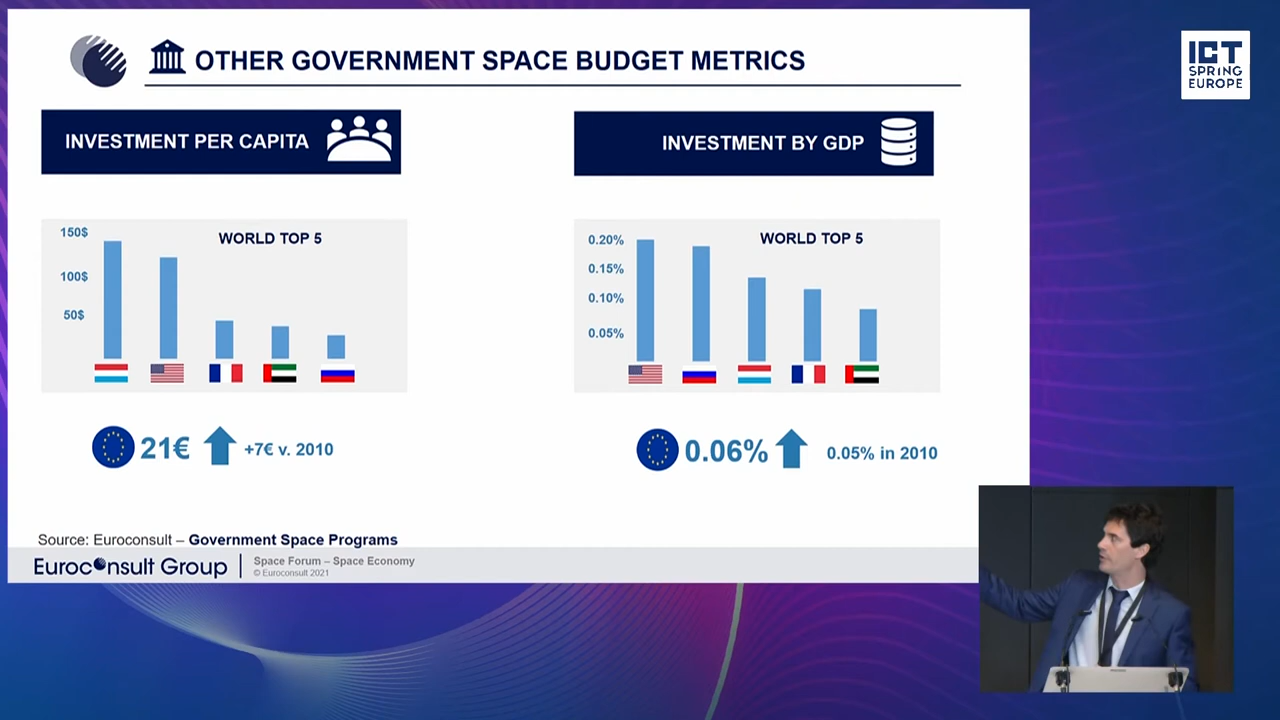 OTHER GOVERNMENT SPACE BUDGET METRICS
ICT
SPRING
EUROPE
INVESTMENT PER CAPITA
INVESTMENT BY GDP
WORLD TOP 5
150$
100$
50$
WORLD TOP 5
0.20%
0.15%
0.10%
0.05%
21€
+7€ v. 2010
0.06%
0.05% in 2010
Source: Euroconsult – Government Space Programs
Euroconsult Group
Space Forum – Space Economy
© Euroconsult 2021